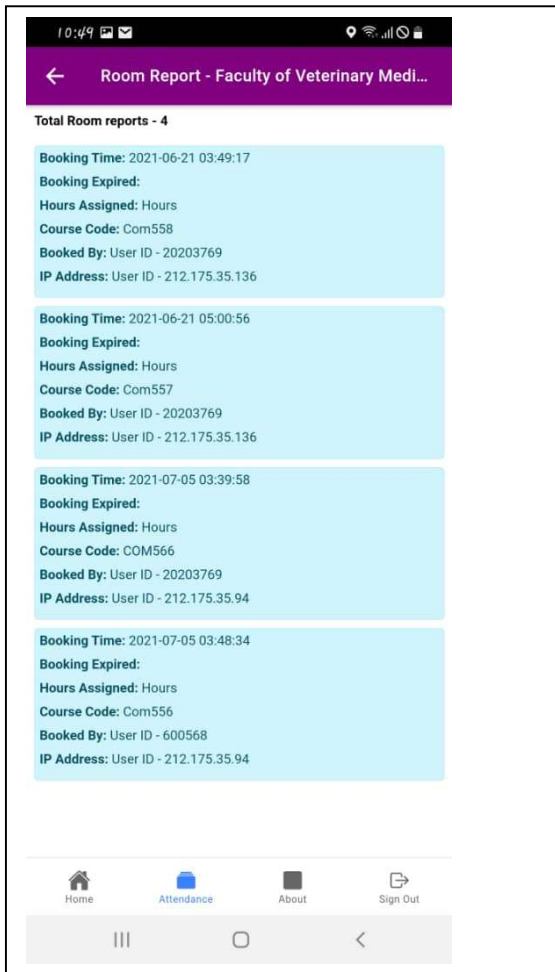 10:49
Room Report - Faculty of Veterinary Medi...
Total Room reports - 4
Booking Time: 2021-06-21 03:49:17
Booking Expired:
Hours Assigned: Hours
Course Code: Com558
Booked By: User ID - 20203769
IP Address: User ID - 212.175.35.136
Booking Time: 2021-06-21 05:00:56
Booking Expired:
Hours Assigned: Hours
Course Code: Com557
Booked By: User ID - 20203769
IP Address: User ID - 212.175.35.136
Booking Time: 2021-07-05 03:39:58
Booking Expired:
Hours Assigned: Hours
Course Code: COM566
Booked By: User ID - 20203769
IP Address: User ID - 212.175.35.94
Booking Time: 2021-07-05 03:48:34
Booking Expired:
Hours Assigned: Hours
Course Code: Com556
Booked By: User ID - 600568
IP Address: User ID - 212.175.35.94
Home Attendance About Sign Out